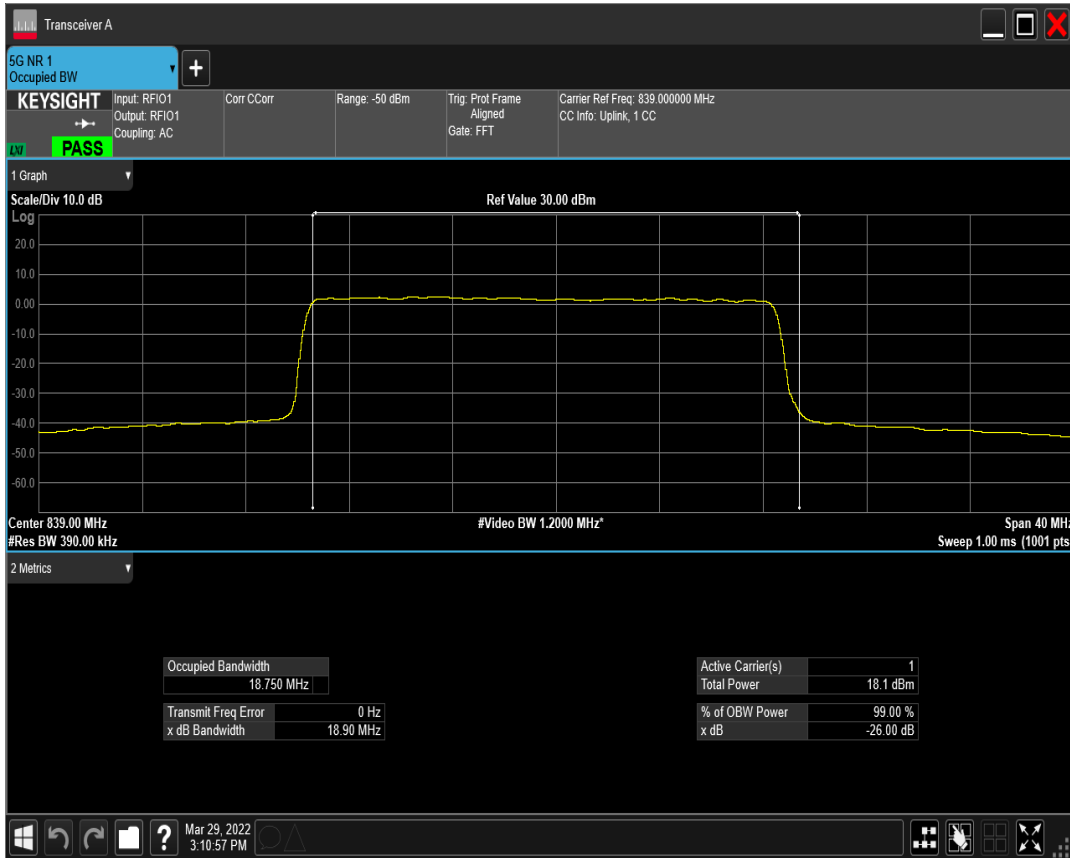 Transceiver A
5G NR 1
Occupied BW
KEYSIGHT
LXI
PASS
Input: RFIO1
Output: RFIO1
Coupling: AC
Corr CCorr
Range: -50 dBm
Trig: Prot Frame
Aligned
Gate: FFT
Carrier Ref Freq: 839.000000 MHz
CC Info: Uplink, 1 CC
1 Graph
Scale/Div 10.0 dB
Ref Value 30.00 dBm
Log
20.0
10.0
0.00
-10.0
-20.0
-30.0
-40.0
-50.0
-60.0
Center 839.00 MHz
#Video BW 1.2000 MHz*
Span 40 MHz
#Res BW 390.00 kHz
Sweep 1.00 ms (1001 pts
2 Metrics
Occupied Bandwidth
18.750 MHz
Transmit Freq Error 0 Hz
x dB Bandwidth 18.90 MHz
Active Carrier(s) 1
Total Power 18.1 dBm
% of OBW Power 99.00 %
x dB -26.00 dB
?
Mar 29, 2022
3:10:57 PM